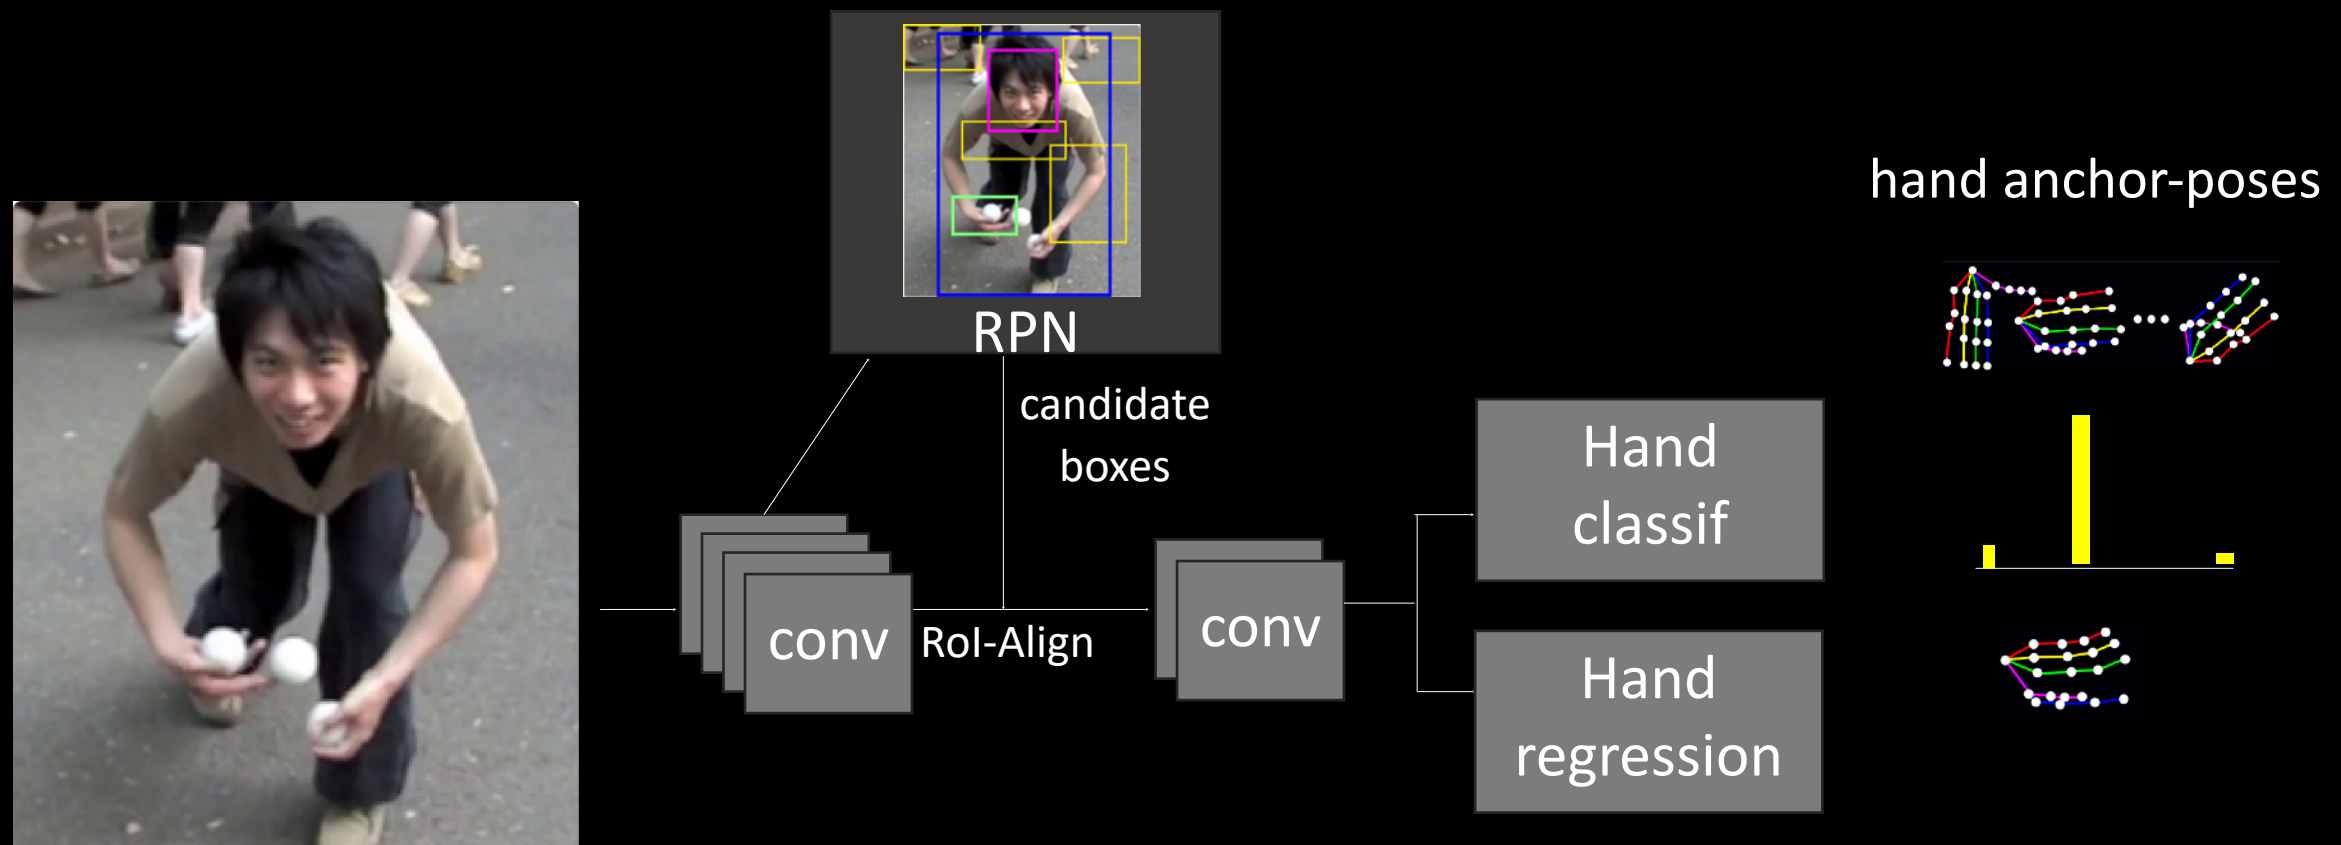 RPN
candidate
boxes
conv
RoI-Align
conv
Hand
classif
Hand
regression
hand anchor-poses